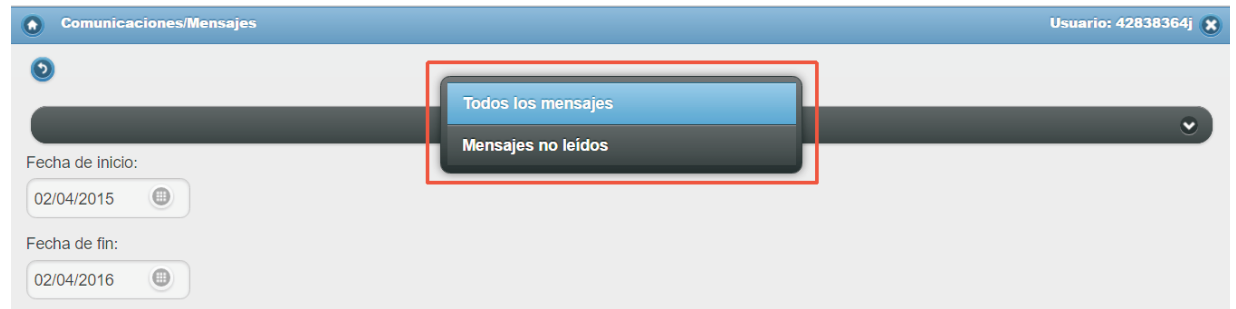 Comunicaciones/Mensajes Usuario: 42838364j
Todos los mensajes
Mensajes no leídos
Fecha de inicio:
02/04/2015
Fecha de fin:
02/04/2016